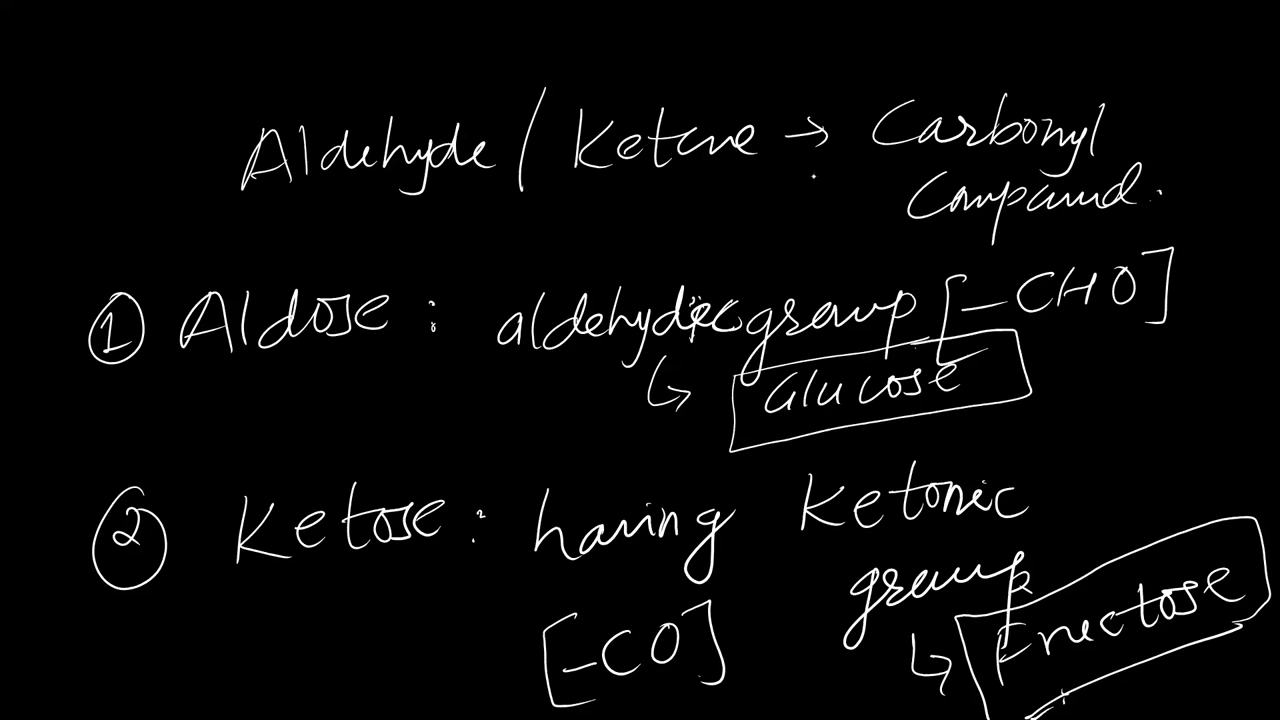 Aldehyde / Ketone → Carbonyl
Compound.
① Aldose : aldehydic group [-CHO]
↳ Glucose
② Ketose : having Ketonic
group
[-CO]
↳ Fructose